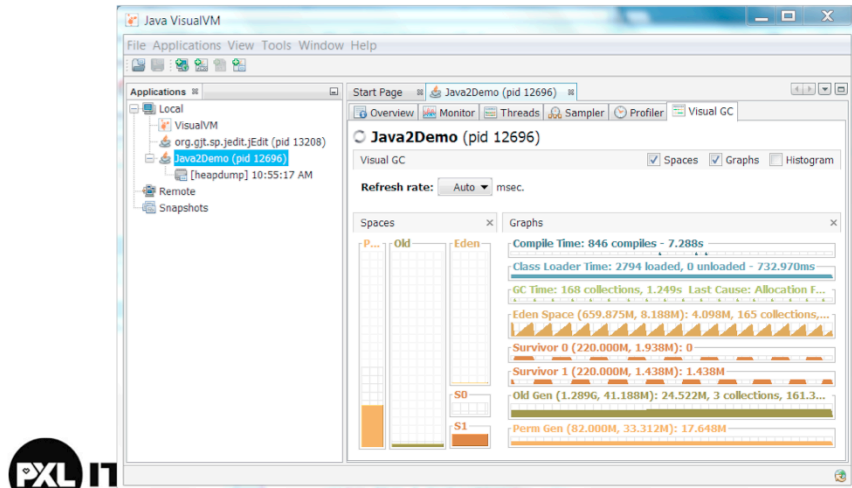 Java VisualVM
File Applications View Tools Window Help
Applications
Local
VisualVM
org.gjt.sp.jedit.jEdit (pid 13208)
Java2Demo (pid 12696)
[heapdump] 10:55:17 AM
Remote
Snapshots
Start Page Java2Demo (pid 12696)
Overview Monitor Threads Sampler Profiler Visual GC
Java2Demo (pid 12696)
Visual GC Spaces Graphs Histogram
Refresh rate: Auto msec.
Spaces
P... Old Eden
S0
S1
Graphs
Compile Time: 846 compiles - 7.288s
Class Loader Time: 2794 loaded, 0 unloaded - 732.970ms
GC Time: 168 collections, 1.249s Last Cause: Allocation F...
Eden Space (659.875M, 8.188M): 4.098M, 165 collections,...
Survivor 0 (220.000M, 1.938M): 0
Survivor 1 (220.000M, 1.438M): 1.438M
Old Gen (1.289G, 41.188M): 24.522M, 3 collections, 161.3...
Perm Gen (82.000M, 33.312M): 17.648M
PXL IT